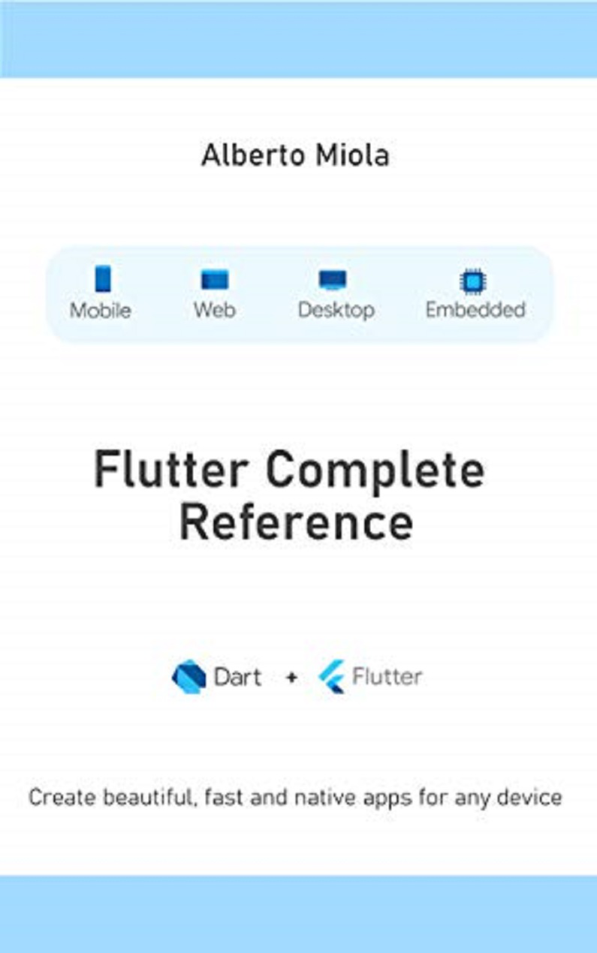 Alberto Miola
Mobile Web Desktop Embedded
Flutter Complete
Reference
Dart + Flutter
Create beautiful, fast and native apps for any device